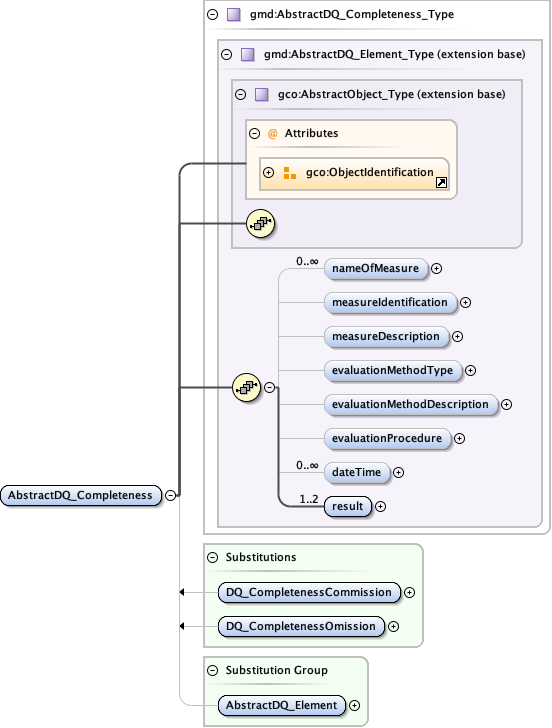 gmd:AbstractDQ_Completeness_Type
gmd:AbstractDQ_Element_Type (extension base)
gco:AbstractObject_Type (extension base)
@ Attributes
gco:ObjectIdentification
0..∞
nameOfMeasure
measureIdentification
measureDescription
evaluationMethodType
evaluationMethodDescription
evaluationProcedure
0..∞
dateTime
1..2
result
AbstractDQ_Completeness
Substitutions
DQ_CompletenessCommission
DQ_CompletenessOmission
Substitution Group
AbstractDQ_Element